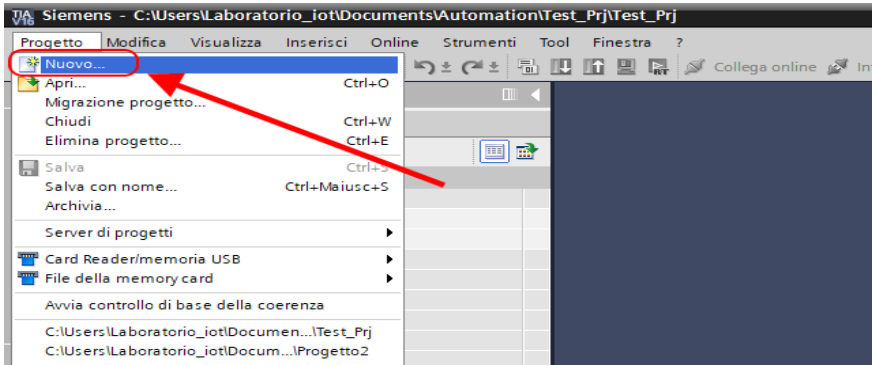 TIA V16 Siemens - C:\Users\Laboratorio_iot\Documents\Automation\Test_Prj\Test_Prj
Progetto Modifica Visualizza Inserisci Online Strumenti Tool Finestra ?
Nuovo...
Collega online
Apri... Ctrl+O
Migrazione progetto...
Chiudi Ctrl+W
Elimina progetto... Ctrl+E
Salva Ctrl+S
Salva con nome... Ctrl+Maiusc+S
Archivia...
Server di progetti
Card Reader/memoria USB
File della memory card
Avvia controllo di base della coerenza
C:\Users\Laboratorio_iot\Documen...\Test_Prj
C:\Users\Laboratorio_iot\Docum...\Progetto2